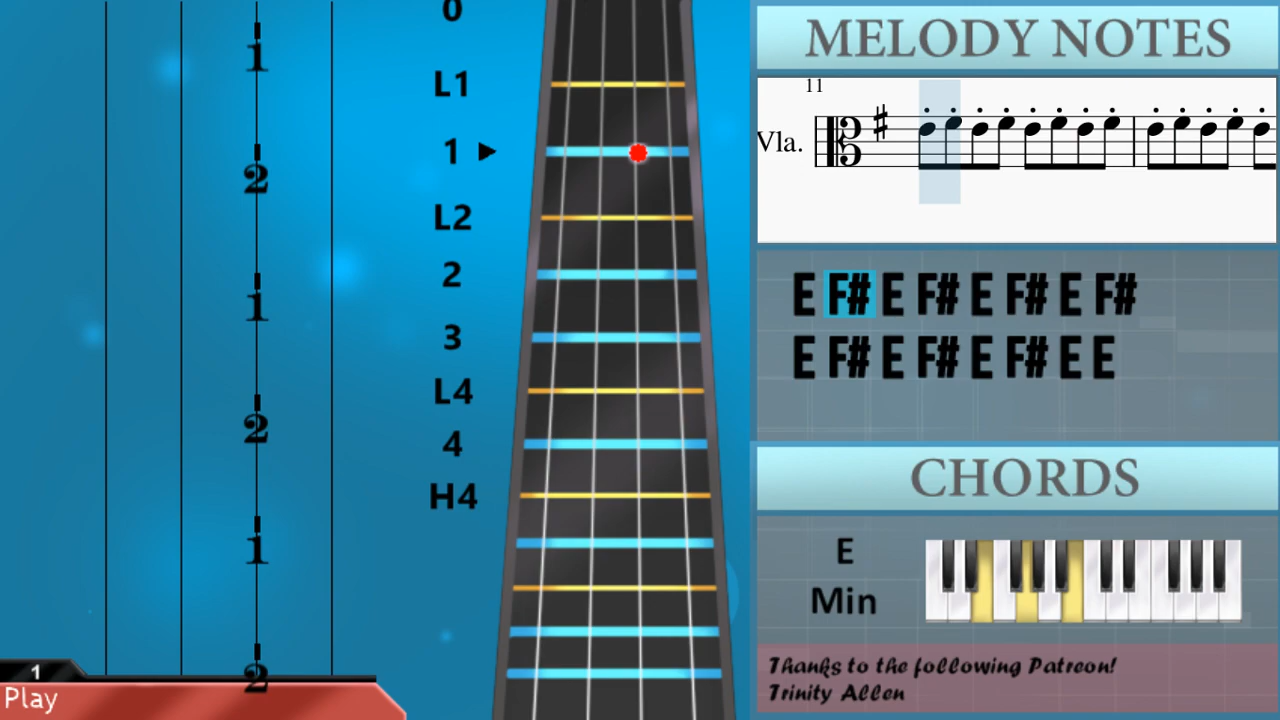 0
1
L1
1
2
L2
2
1
3
L4
2
4
H4
1
1
2
Play
MELODY NOTES
11
Vla.
E F# E F# E F# E F#
E F# E F# E F# E E
CHORDS
E
Min
Thanks to the following Patreon!
Trinity Allen